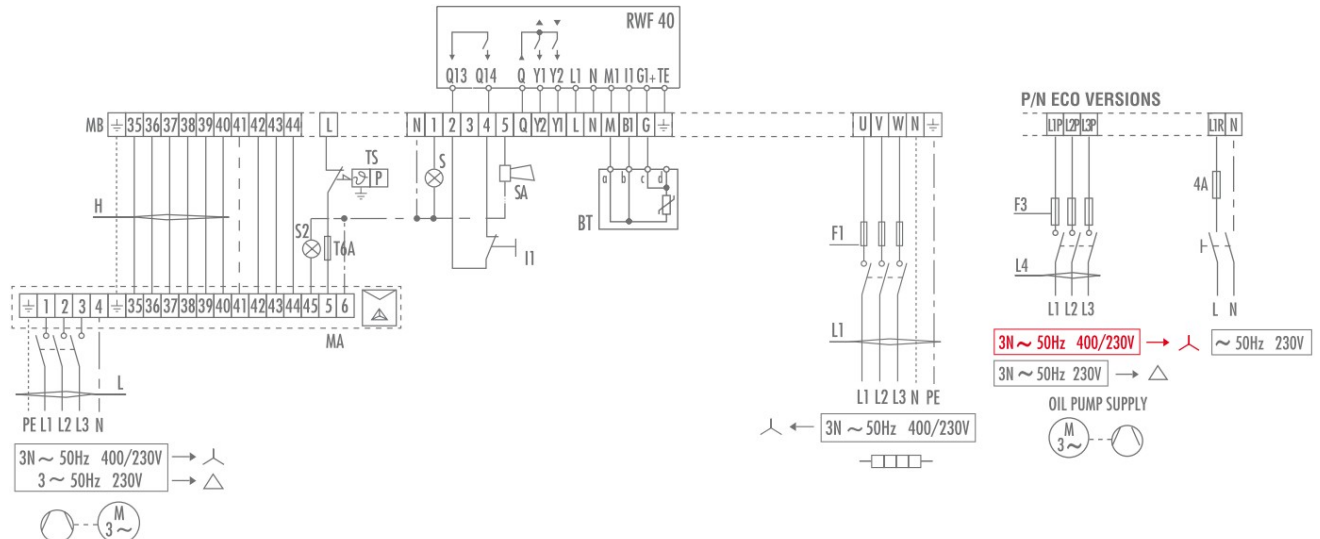 RWF 40
Q13 Q14 Q Y1 Y2 L1 N M1 I1 G1+ TE
P/N ECO VERSIONS
MB 35 36 37 38 39 40 41 42 43 44 L N 1 2 3 4 5 Q Y2 Y1 L N M B1 G U V W N L1P L2P L3P L1R N
TS
P
S
SA
a b c d
BT
4A
H
F3
S2
T6A
F1
I1
L4
1 2 3 4 35 36 37 38 39 40 41 42 43 44 45 5 6
L1 L2 L3 L N
MA
L1
3N ~ 50Hz 400/230V
~ 50Hz 230V
L
3N ~ 50Hz 230V
L1 L2 L3 N PE
OIL PUMP SUPPLY
PE L1 L2 L3 N
3N ~ 50Hz 400/230V
M
3 ~
3N ~ 50Hz 400/230V
3 ~ 50Hz 230V
M
3 ~